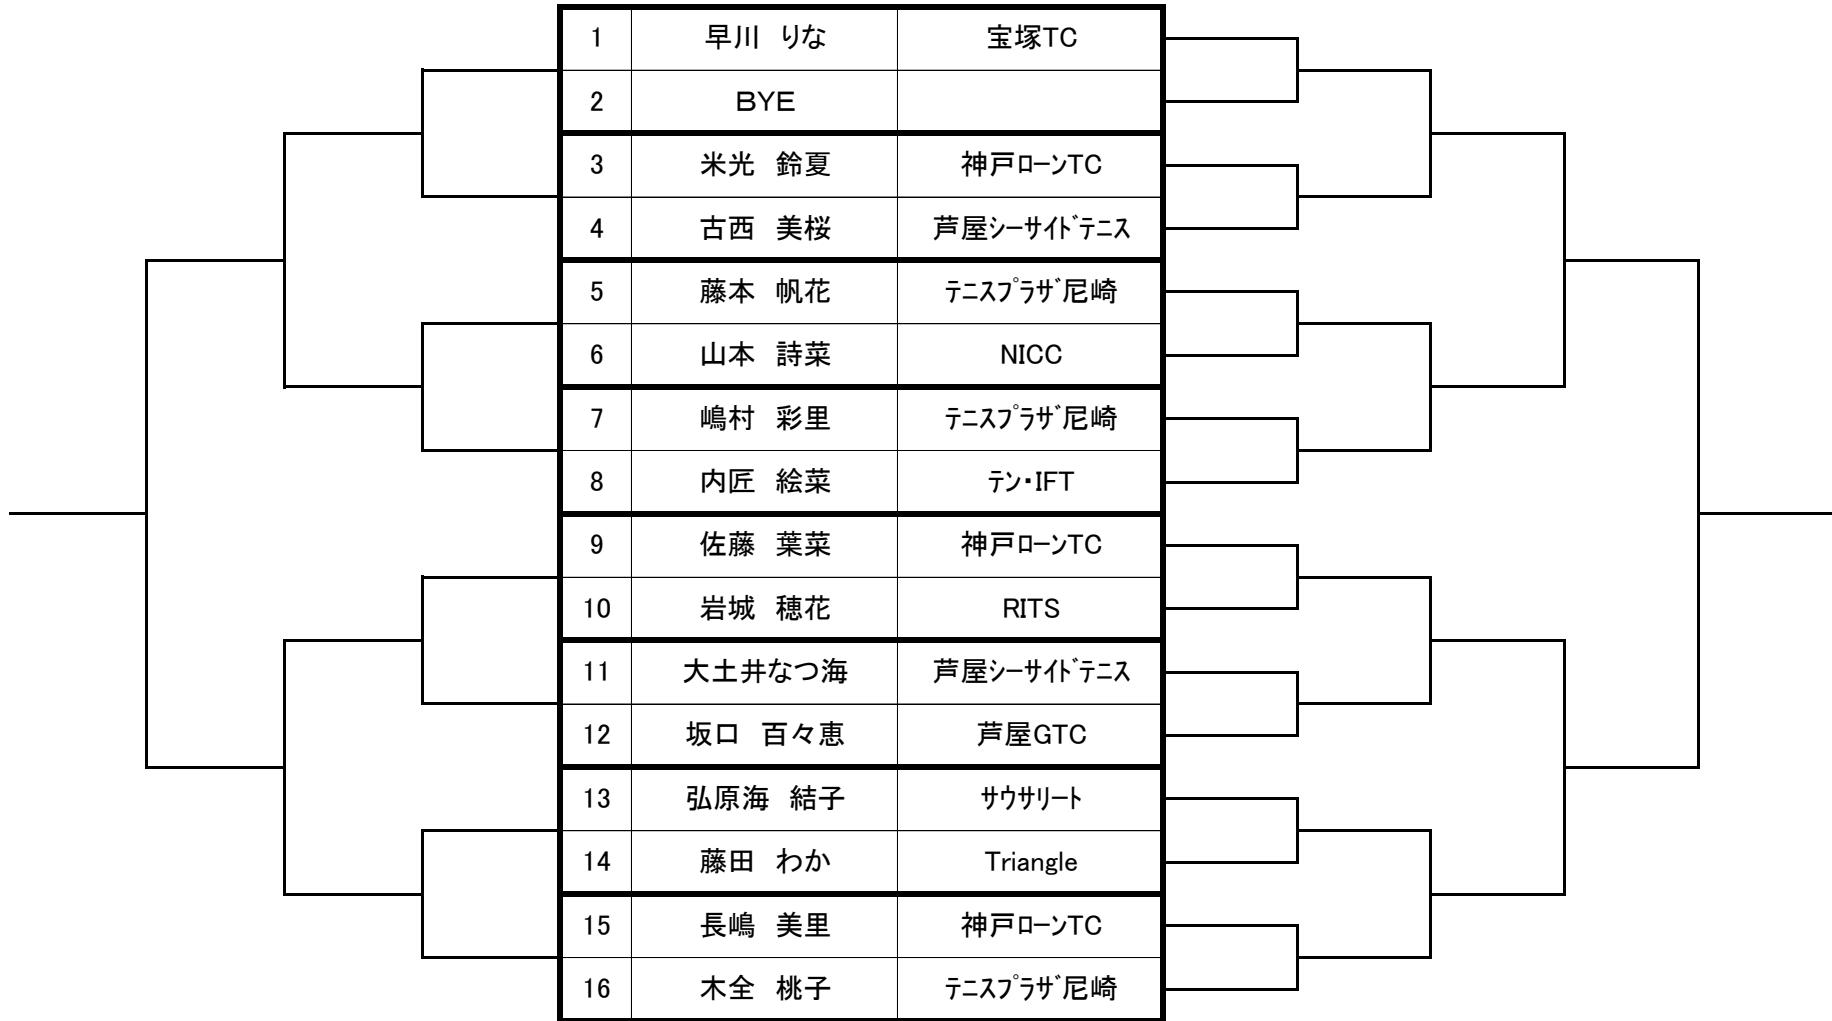 1 早川　りな 宝塚TC
2 ＢＹＥ
3 米光　鈴夏 神戸ﾛｰﾝTC
4 古西　美桜 芦屋ｼｰｻｲﾄﾞﾃﾆｽ
5 藤本　帆花 ﾃﾆｽﾌﾟﾗｻﾞ尼崎
6 山本　詩菜 NICC
7 嶋村　彩里 ﾃﾆｽﾌﾟﾗｻﾞ尼崎
8 内匠　絵菜 ﾃﾝ・IFT
9 佐藤　葉菜 神戸ﾛｰﾝTC
10 岩城　穂花 RITS
11 大土井なつ海 芦屋ｼｰｻｲﾄﾞﾃﾆｽ
12 坂口　百々恵 芦屋GTC
13 弘原海　結子 ｻｳｻﾘｰﾄ
14 藤田　わか Triangle
15 長嶋　美里 神戸ﾛｰﾝTC
16 木全　桃子 ﾃﾆｽﾌﾟﾗｻﾞ尼崎